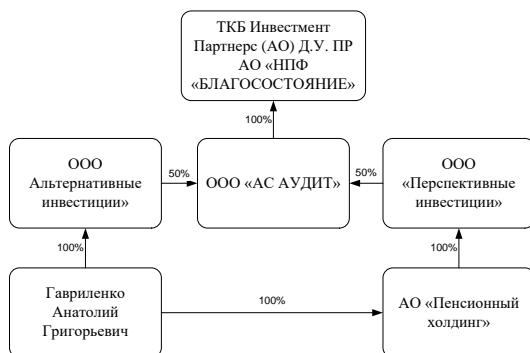 ТКБ Инвестмент
Партнерс (АО) Д.У. ПР
АО «НПФ
«БЛАГОСОСТОЯНИЕ»
100%
ООО
Альтернативные
инвестиции»
50%
ООО «АС АУДИТ»
50%
ООО
«Перспективные
инвестиции»
100%
100%
Гавриленко
Анатолий
Григорьевич
100%
АО «Пенсионный
холдинг»